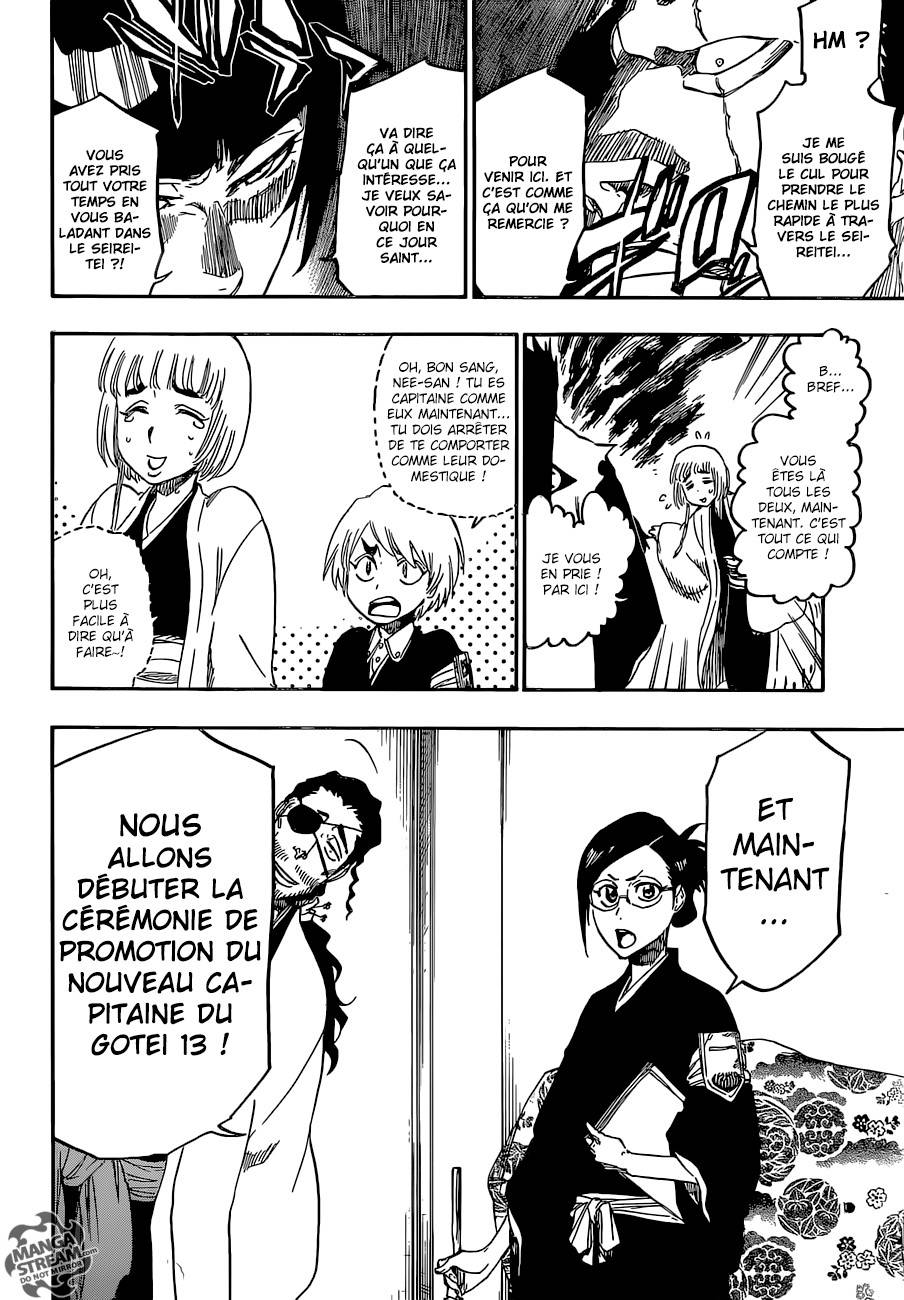 HM ?
JE ME
SUIS BOUGÉ
LE CUL POUR
PRENDRE LE
CHEMIN LE PLUS
RAPIDE À TRA-
VERS LE SEI-
REITEI...
POUR
VENIR ICI. ET
C'EST COMME
ÇA QU'ON ME
REMERCIE ?
VA DIRE
ÇA À QUEL-
QU'UN QUE ÇA
INTÉRESSE...
JE VEUX SA-
VOIR POUR-
QUOI EN
CE JOUR
SAINT...
VOUS
AVEZ PRIS
TOUT VOTRE
TEMPS EN
VOUS BA-
LADANT DANS
LE SEIREI-
TEI ?!
B...
BREF...
VOUS
ÊTES LÀ
TOUS LES
DEUX, MAIN-
TENANT. C'EST
TOUT CE QUI
COMPTE !
JE VOUS
EN PRIE !
PAR ICI !
OH, BON SANG,
NEE-SAN ! TU ES
CAPITAINE COMME
EUX MAINTENANT...
TU DOIS ARRÊTER
DE TE COMPORTER
COMME LEUR DO-
MESTIQUE !
OH,
C'EST
PLUS
FACILE À
DIRE QU'À
FAIRE~!
ET
MAIN-
TENANT
...
NOUS
ALLONS
DÉBUTER LA
CÉRÉMONIE DE
PROMOTION DU
NOUVEAU CA-
PITAINE DU
GOTEI 13 !
MANGA
STREAM.com
DO NOT MIRROR